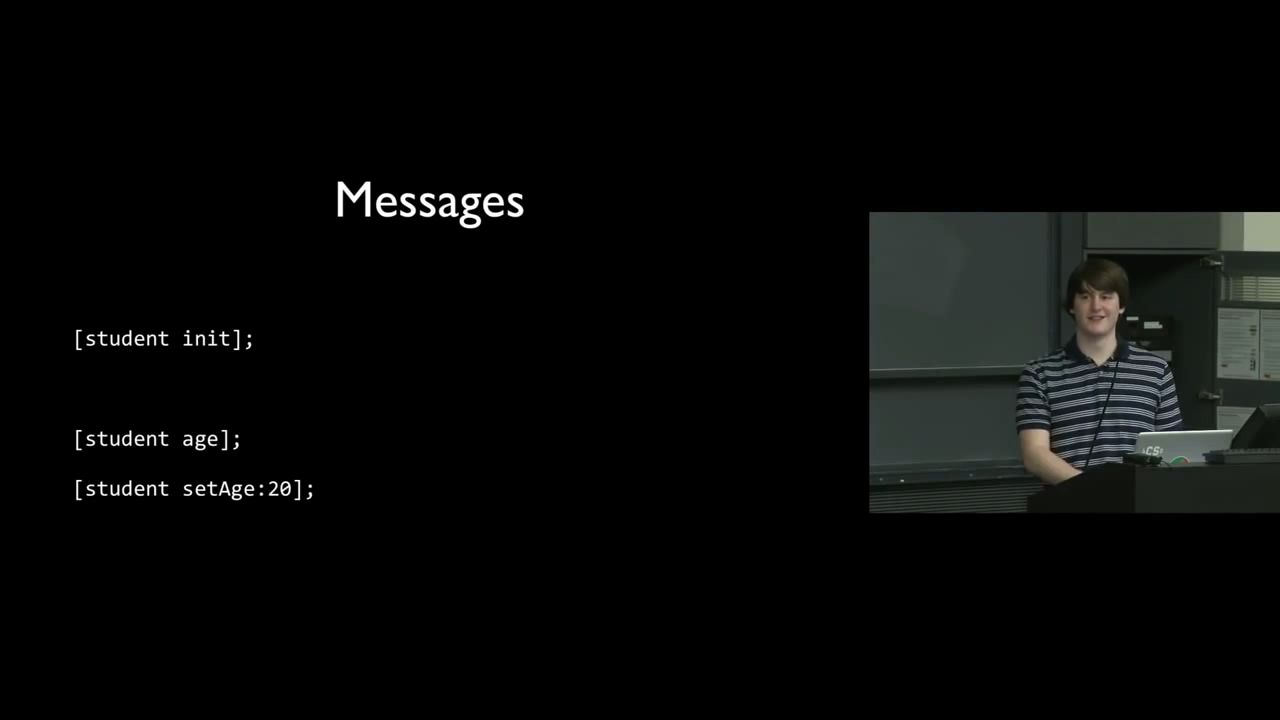 Messages
[student init];
[student age];
[student setAge:20];